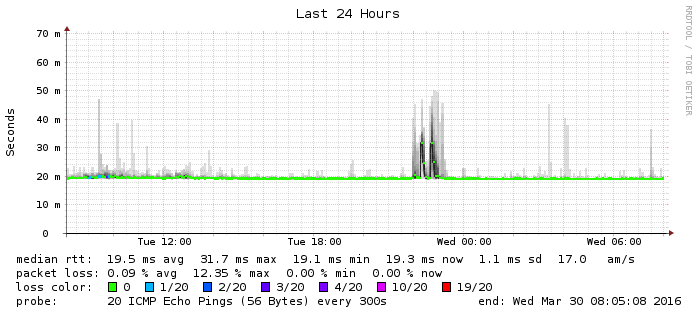 Last 24 Hours
RRDTOOL / TOBI OETIKER
Seconds
70 m
60 m
50 m
40 m
30 m
20 m
10 m
0
Tue 12:00 Tue 18:00 Wed 00:00 Wed 06:00
median rtt: 19.5 ms avg 31.7 ms max 19.1 ms min 19.3 ms now 1.1 ms sd 17.0 am/s
packet loss: 0.09 % avg 12.35 % max 0.00 % min 0.00 % now
loss color: 0 1/20 2/20 3/20 4/20 10/20 19/20
probe: 20 ICMP Echo Pings (56 Bytes) every 300s end: Wed Mar 30 08:05:08 2016